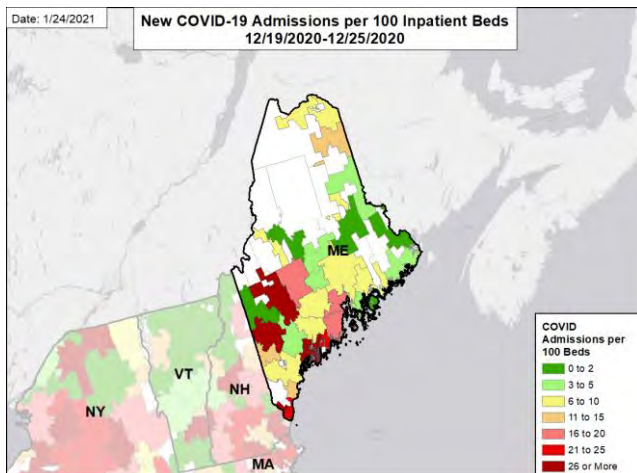 Date: 1/24/2021
New COVID-19 Admissions per 100 Inpatient Beds
12/19/2020-12/25/2020
ME
VT
NH
NY
MA
COVID
Admissions per
100 Beds
0 to 2
3 to 5
6 to 10
11 to 15
16 to 20
21 to 25
26 or More